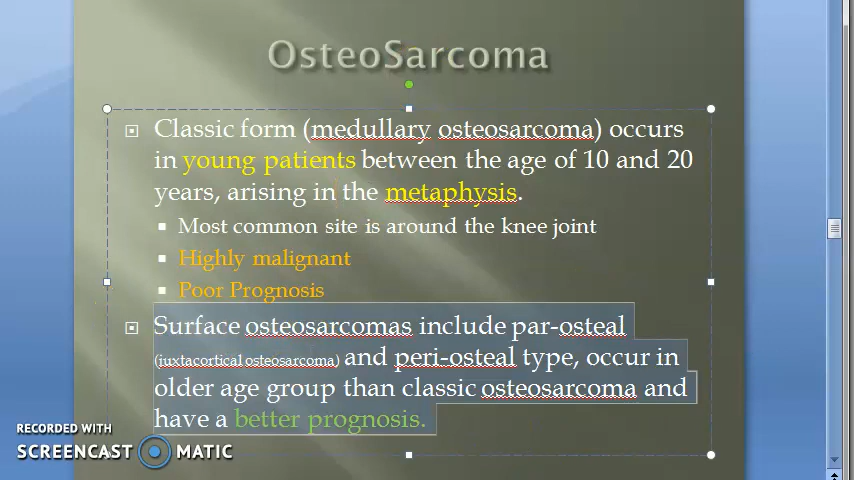 OsteoSarcoma
Classic form (medullary osteosarcoma) occurs
in young patients between the age of 10 and 20
years, arising in the metaphysis.
Most common site is around the knee joint
Highly malignant
Poor Prognosis
Surface osteosarcomas include par-osteal
(juxtacortical osteosarcoma) and peri-osteal type, occur in
older age group than classic osteosarcoma and
have a better prognosis.
RECORDED WITH
SCREENCAST MATIC